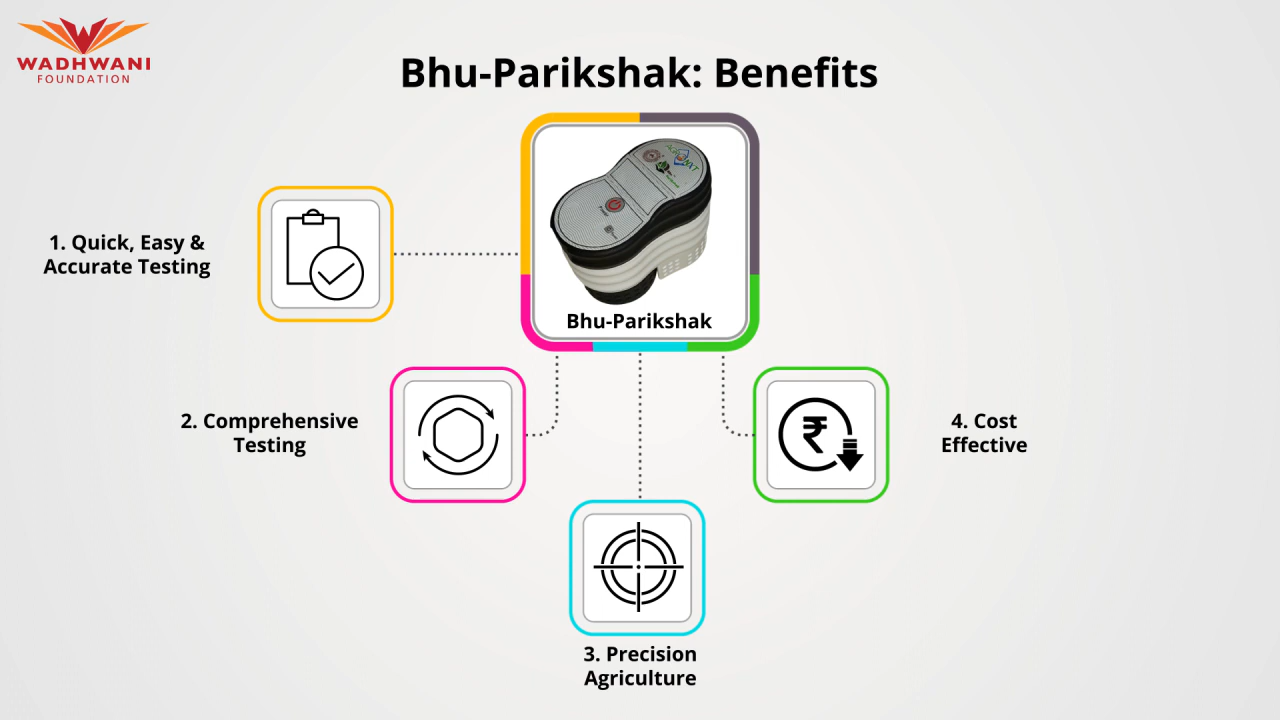 WADHWANI
FOUNDATION
Bhu-Parikshak: Benefits
Bhu-Parikshak
1. Quick, Easy &
Accurate Testing
2. Comprehensive
Testing
3. Precision
Agriculture
4. Cost
Effective